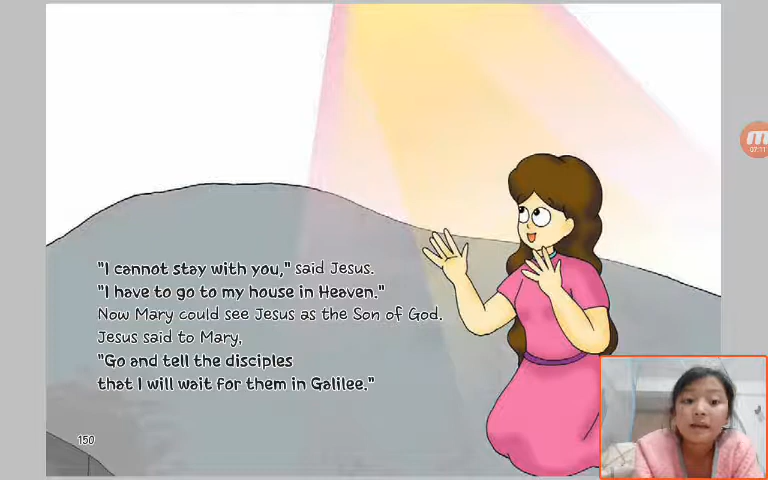 "I cannot stay with you," said Jesus.
"I have to go to my house in Heaven."
Now Mary could see Jesus as the Son of God.
Jesus said to Mary,
"Go and tell the disciples
that I will wait for them in Galilee."
150
07:11